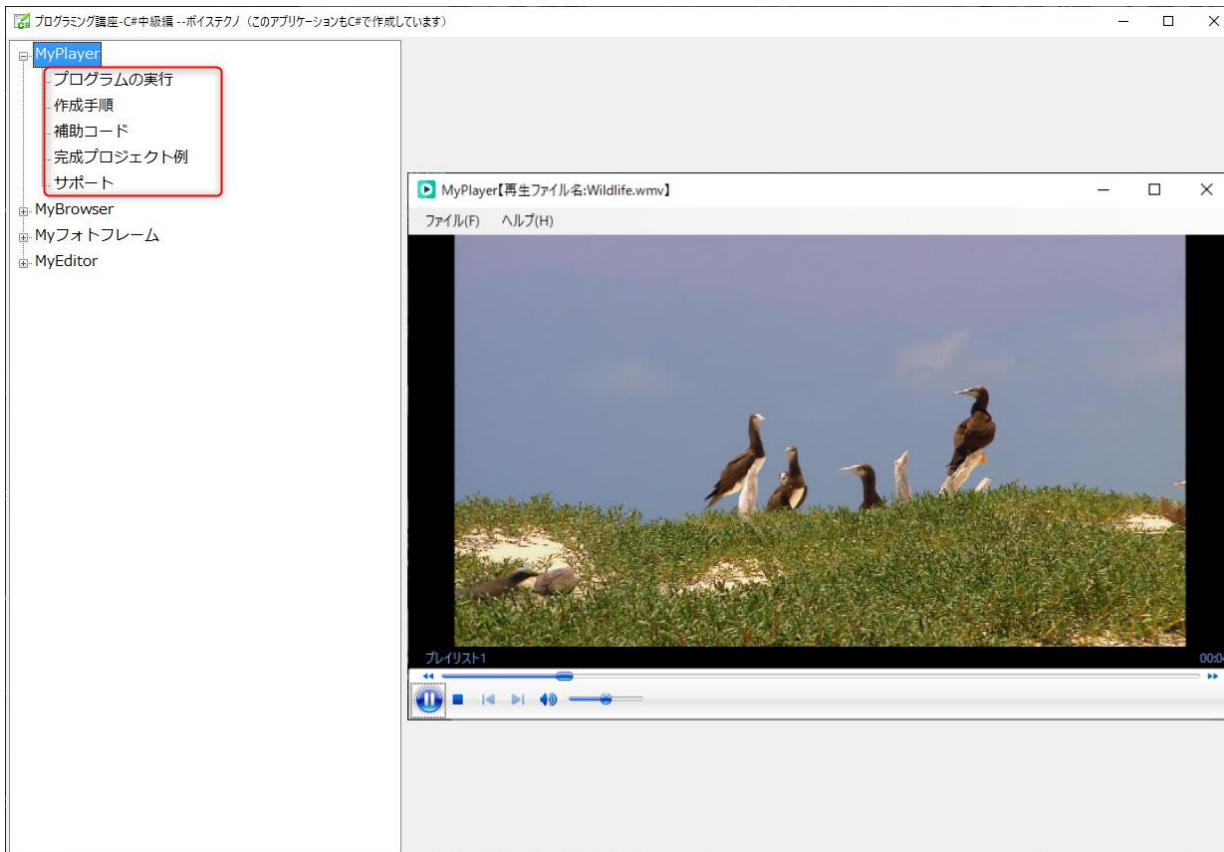 プログラミング講座-C#中級編 --ボイステクノ（このアプリケーションもC#で作成しています）
MyPlayer
プログラムの実行
作成手順
補助コード
完成プロジェクト例
サポート
MyBrowser
Myフォトフレーム
MyEditor
MyPlayer【再生ファイル名:Wildlife.wmv】
ファイル(F) ヘルプ(H)
プレイリスト1